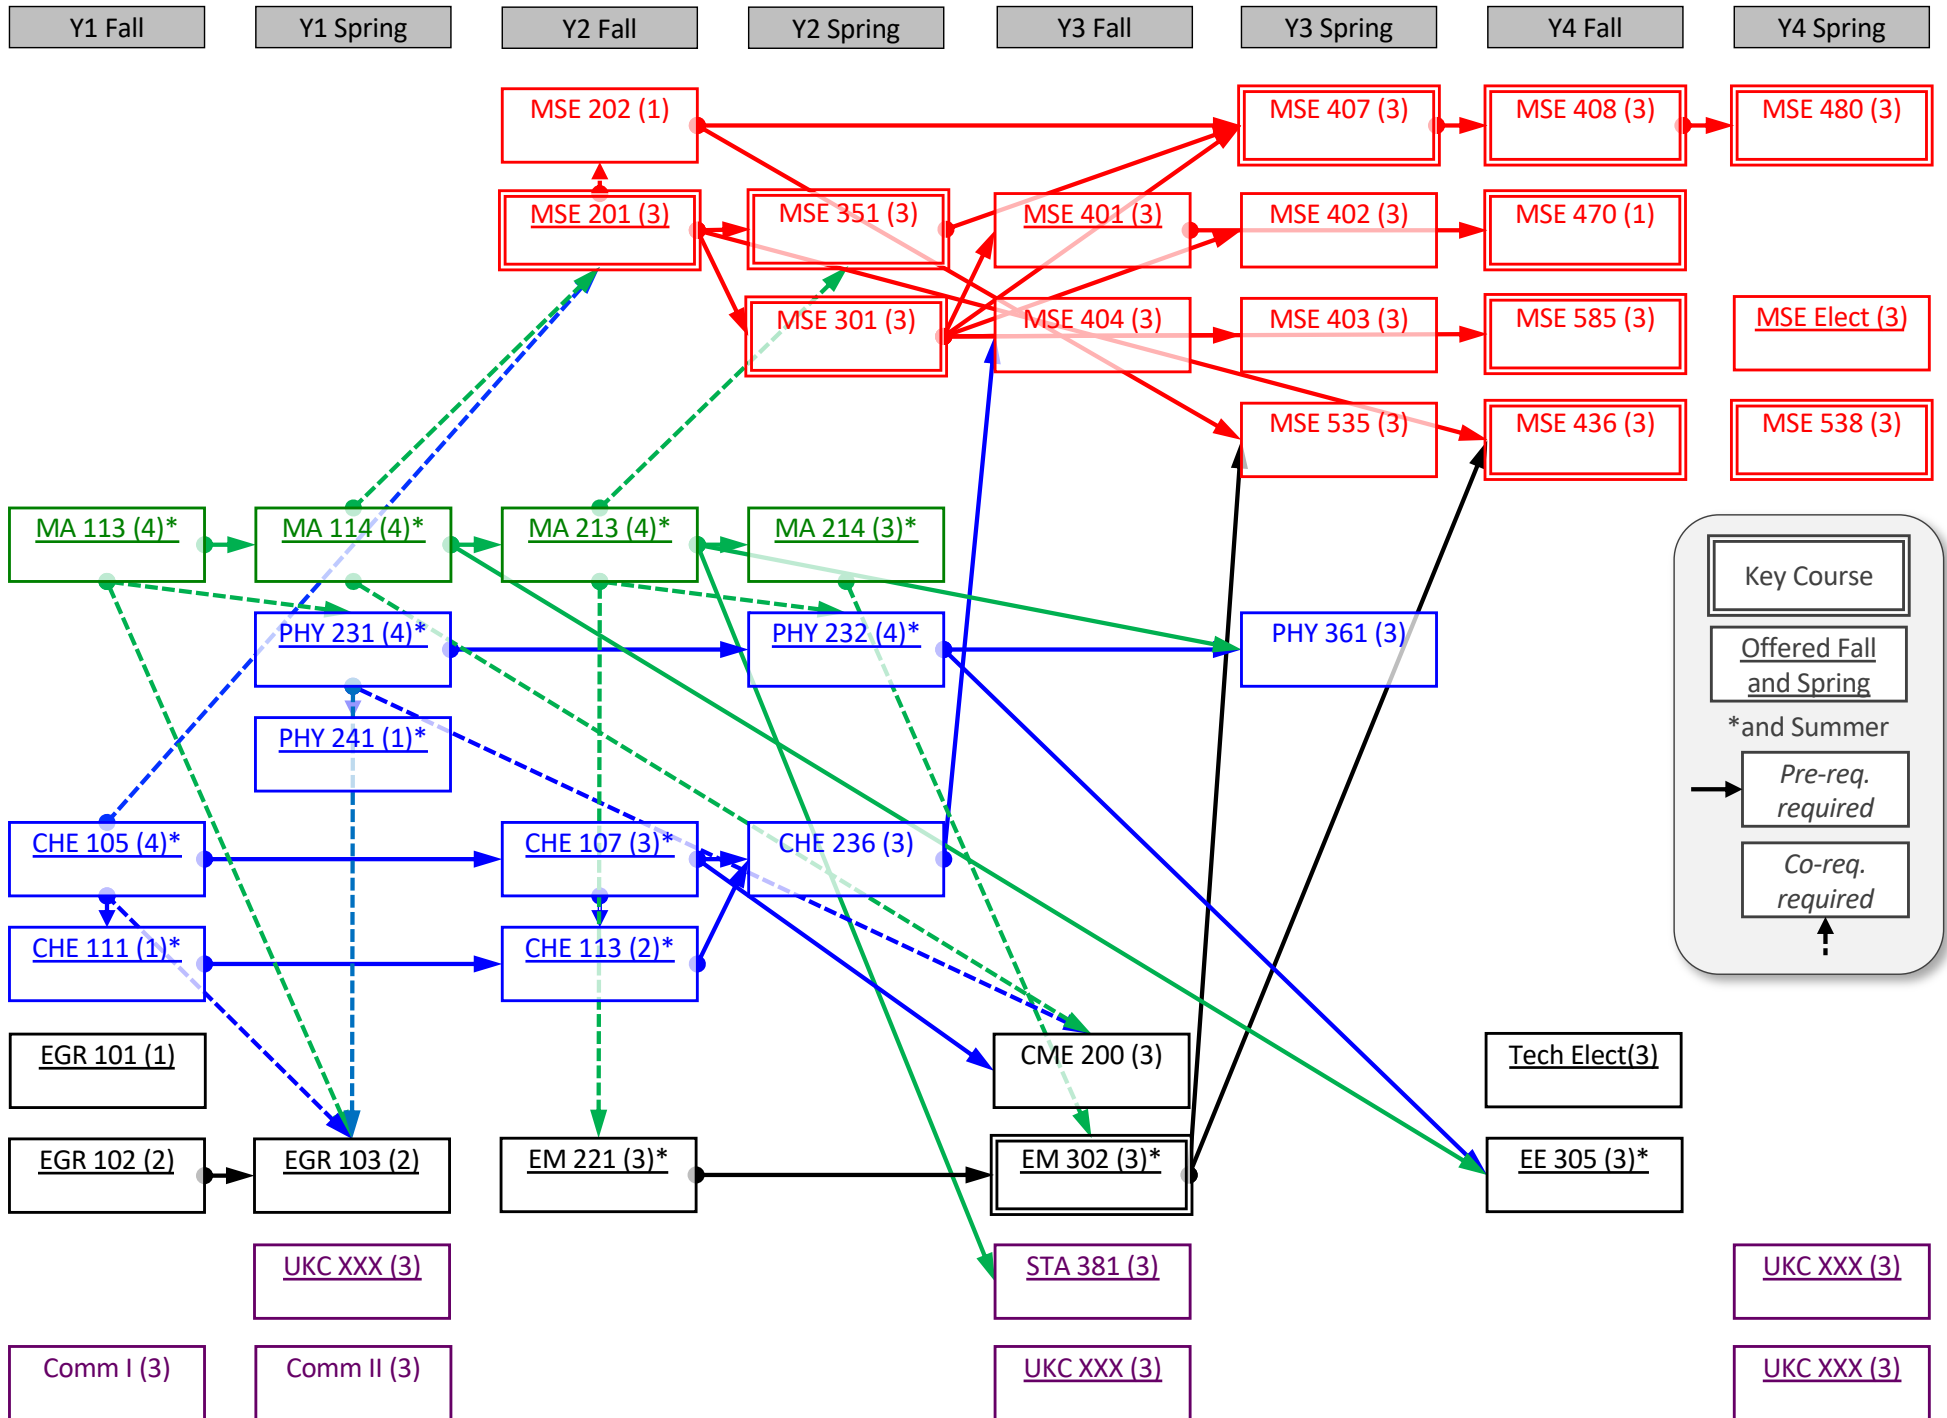 Y1 Fall
Y1 Spring
Y2 Fall
Y2 Spring
Y3 Fall
Y3 Spring
Y4 Fall
Y4 Spring
MSE 202 (1)
MSE 407 (3)
MSE 408 (3)
MSE 480 (3)
MSE 201 (3)
MSE 351 (3)
MSE 401 (3)
MSE 402 (3)
MSE 470 (1)
MSE 301 (3)
MSE 404 (3)
MSE 403 (3)
MSE 585 (3)
MSE Elect (3)
MSE 535 (3)
MSE 436 (3)
MSE 538 (3)
MA 113 (4)*
MA 114 (4)*
MA 213 (4)*
MA 214 (3)*
PHY 231 (4)*
PHY 232 (4)*
PHY 361 (3)
PHY 241 (1)*
CHE 105 (4)*
CHE 107 (3)*
CHE 236 (3)
CHE 111 (1)*
CHE 113 (2)*
EGR 101 (1)
CME 200 (3)
Tech Elect(3)
EGR 102 (2)
EGR 103 (2)
EM 221 (3)*
EM 302 (3)*
EE 305 (3)*
UKC XXX (3)
STA 381 (3)
UKC XXX (3)
Comm I (3)
Comm II (3)
UKC XXX (3)
UKC XXX (3)
Key Course
Offered Fall
and Spring
*and Summer
Pre-req.
required
Co-req.
required